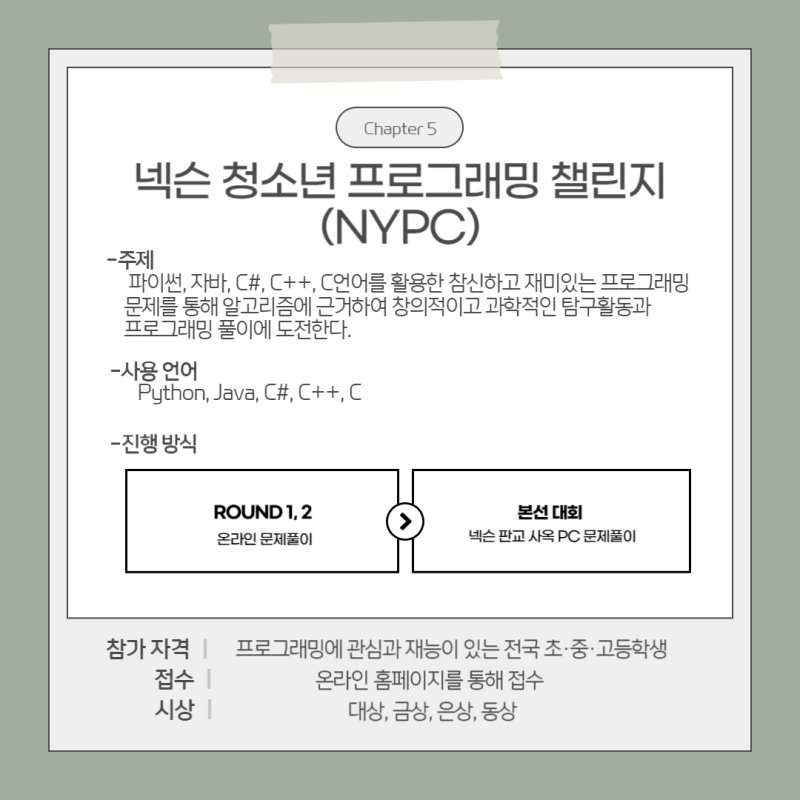 Chapter 5
넥슨 청소년 프로그래밍 챌린지
(NYPC)
-주제
파이썬, 자바, C#, C++, C언어를 활용한 참신하고 재미있는 프로그래밍
문제를 통해 알고리즘에 근거하여 창의적이고 과학적인 탐구활동과
프로그래밍 풀이에 도전한다.
-사용 언어
Python, Java, C#, C++, C
-진행 방식
ROUND 1, 2
온라인 문제풀이
본선 대회
넥슨 판교 사옥 PC 문제풀이
참가 자격 | 프로그래밍에 관심과 재능이 있는 전국 초·중·고등학생
접수 | 온라인 홈페이지를 통해 접수
시상 | 대상, 금상, 은상, 동상